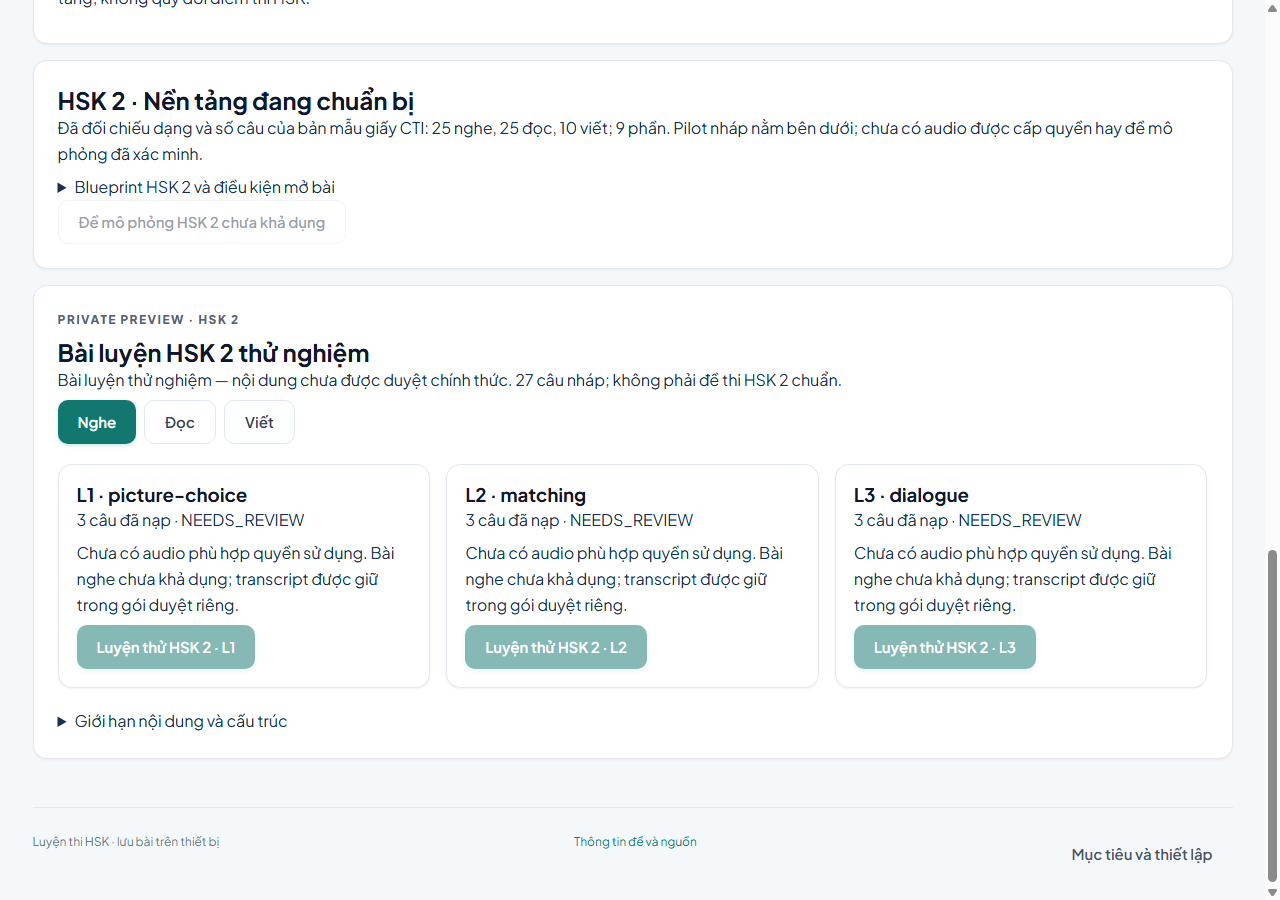 HSK 2 · Nền tảng đang chuẩn bị
Đã đối chiếu dạng và số câu của bản mẫu giấy CTI: 25 nghe, 25 đọc, 10 viết; 9 phần. Pilot nháp nằm bên dưới; chưa có audio được cấp quyền hay đề mô
phỏng đã xác minh.
Blueprint HSK 2 và điều kiện mở bài
Đề mô phỏng HSK 2 chưa khả dụng
PRIVATE PREVIEW · HSK 2
Bài luyện HSK 2 thử nghiệm
Bài luyện thử nghiệm — nội dung chưa được duyệt chính thức. 27 câu nháp; không phải đề thi HSK 2 chuẩn.
Nghe
Đọc
Viết
L1 · picture-choice
3 câu đã nạp · NEEDS_REVIEW
Chưa có audio phù hợp quyền sử dụng. Bài
nghe chưa khả dụng; transcript được giữ
trong gói duyệt riêng.
Luyện thử HSK 2 · L1
L2 · matching
3 câu đã nạp · NEEDS_REVIEW
Chưa có audio phù hợp quyền sử dụng. Bài
nghe chưa khả dụng; transcript được giữ
trong gói duyệt riêng.
Luyện thử HSK 2 · L2
L3 · dialogue
3 câu đã nạp · NEEDS_REVIEW
Chưa có audio phù hợp quyền sử dụng. Bài
nghe chưa khả dụng; transcript được giữ
trong gói duyệt riêng.
Luyện thử HSK 2 · L3
Giới hạn nội dung và cấu trúc
Luyện thi HSK · lưu bài trên thiết bị
Thông tin đề và nguồn
Mục tiêu và thiết lập